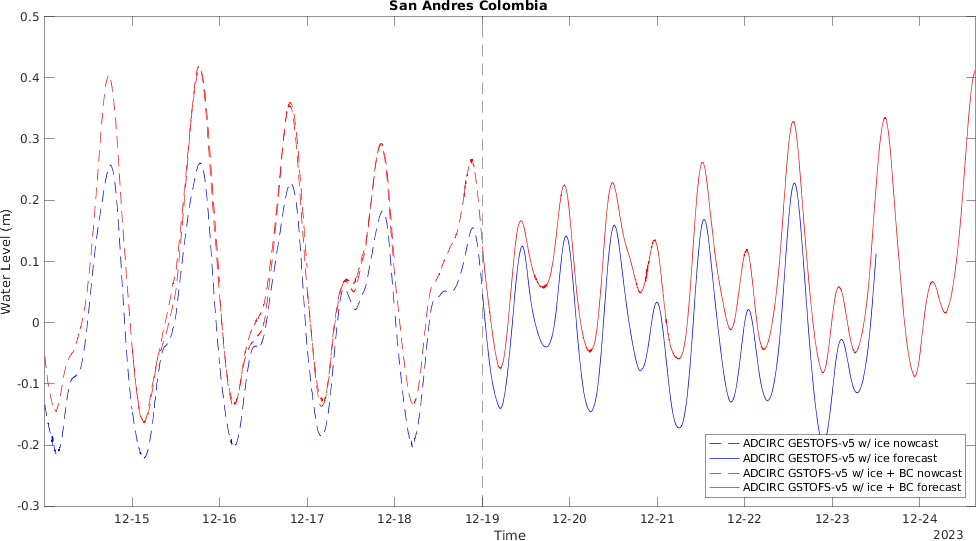 San Andres Colombia
0.5
0.4
0.3
0.2
0.1
0
-0.1
-0.2
-0.3
Water Level (m)
12-15 12-16 12-17 12-18 12-19 12-20 12-21 12-22 12-23 12-24
Time
2023
ADCIRC GESTOFS-v5 w/ ice nowcast
ADCIRC GESTOFS-v5 w/ ice forecast
ADCIRC GSTOFS-v5 w/ ice + BC nowcast
ADCIRC GSTOFS-v5 w/ ice + BC forecast